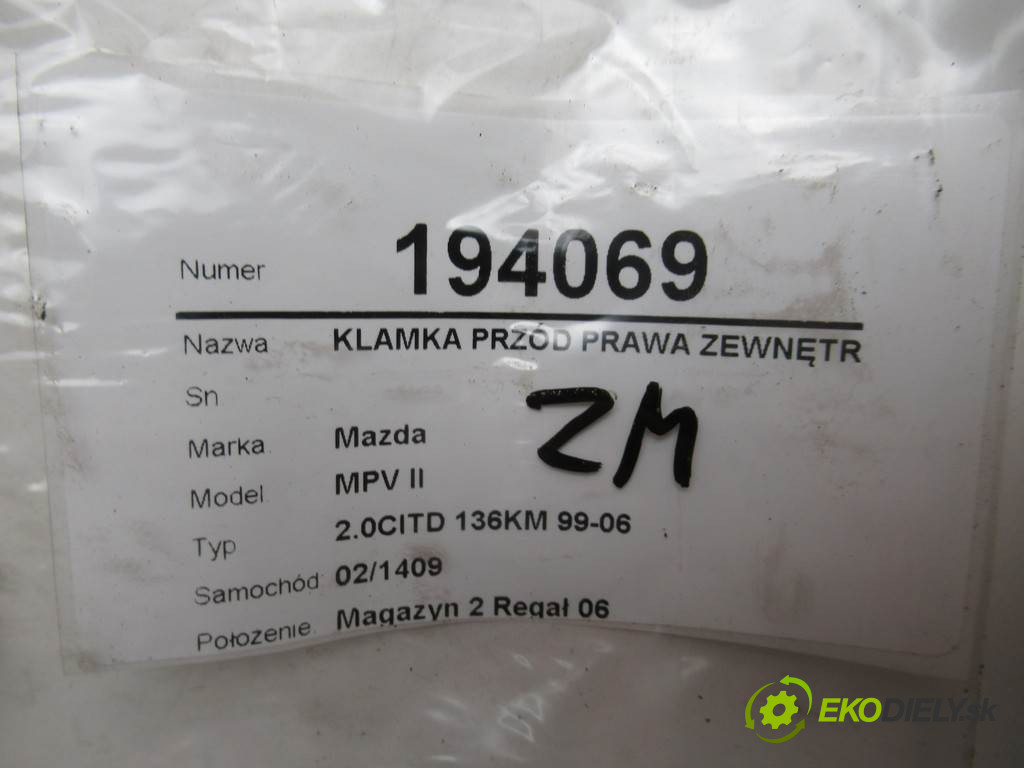 Numer 194069
Nazwa KLAMKA PRZÓD PRAWA ZEWNĘTR
Sn
ZM
Marka Mazda
Model MPV II
Typ 2.0CITD 136KM 99-06
Samochód 02/1409
Położenie Magazyn 2 Regał 06
EKODIELY.sk